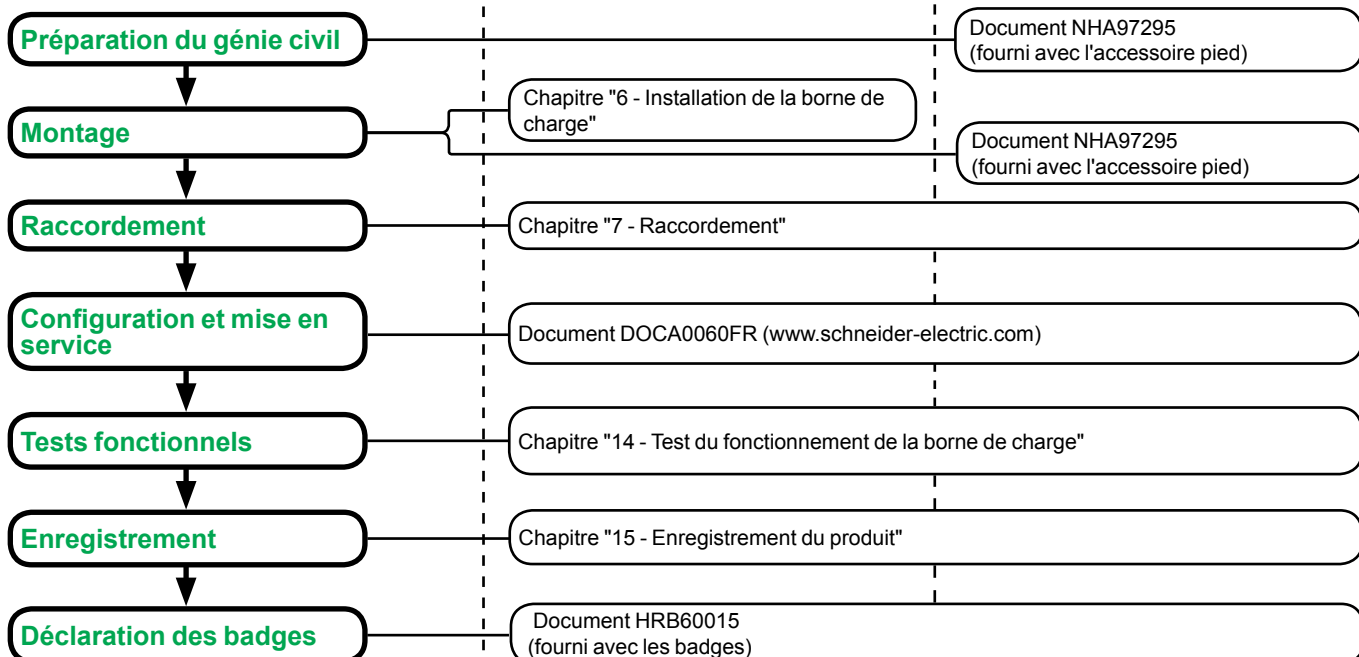 Préparation du génie civil
Document NHA97295
(fourni avec l'accessoire pied)
Montage
Chapitre "6 - Installation de la borne de
charge"
Document NHA97295
(fourni avec l'accessoire pied)
Raccordement
Chapitre "7 - Raccordement"
Configuration et mise en
service
Document DOCA0060FR (www.schneider-electric.com)
Tests fonctionnels
Chapitre "14 - Test du fonctionnement de la borne de charge"
Enregistrement
Chapitre "15 - Enregistrement du produit"
Déclaration des badges
Document HRB60015
(fourni avec les badges)